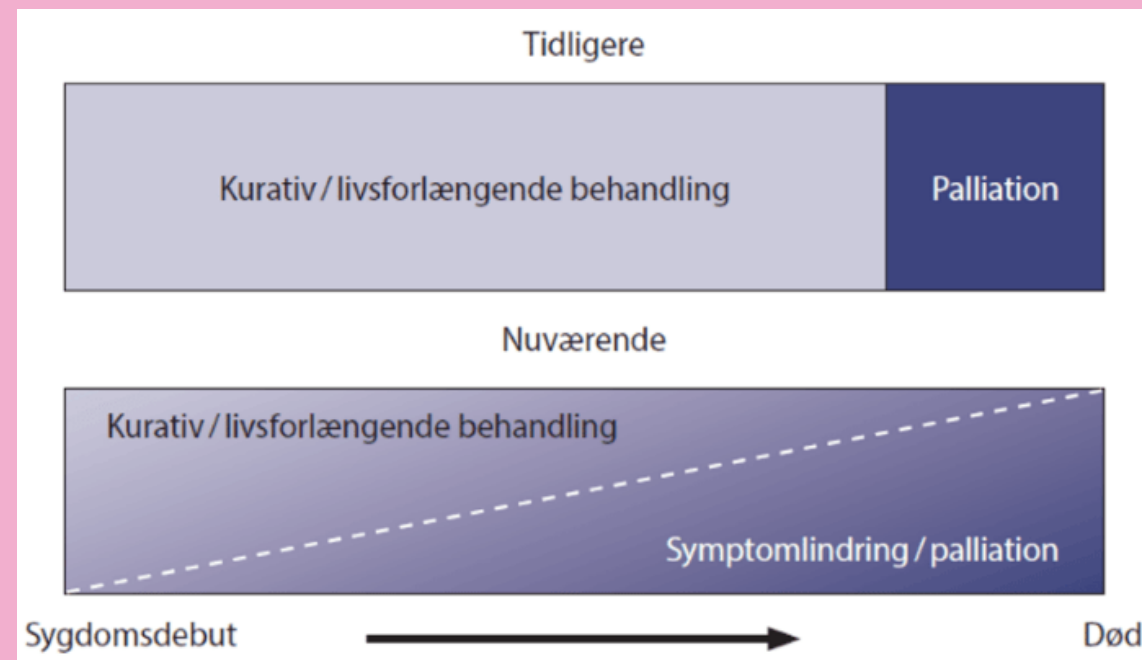 Tidligere
Kurativ / livsforlængende behandling
Palliation
Nuværende
Kurativ / livsforlængende behandling
Symptomlindring / palliation
Sygdomsdebut
Død